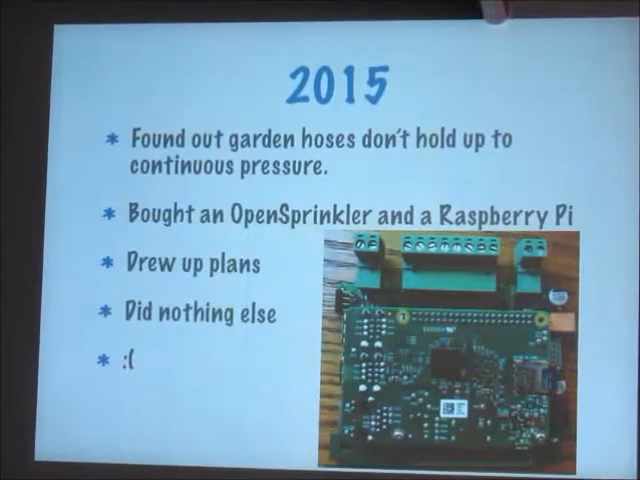 2015
* Found out garden hoses don't hold up to
continuous pressure.
* Bought an OpenSprinkler and a Raspberry Pi
* Drew up plans
* Did nothing else
* :(